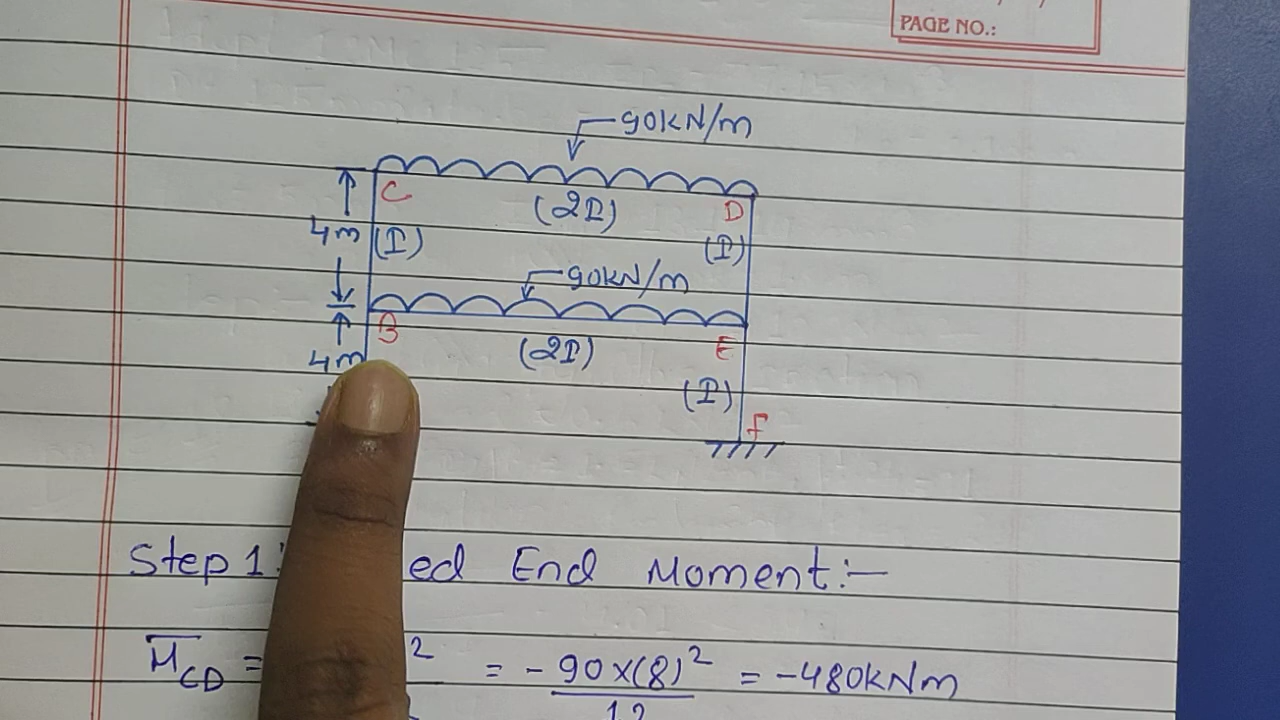 PAGE NO.:
90kN/m
C
(2I)
D
4m
(I)
(I)
90kN/m
B
(2I)
E
4m
(I)
F
Step 1: ed End Moment:-
M̅CD = 2 = - 90×(8)² = -480kNm
12